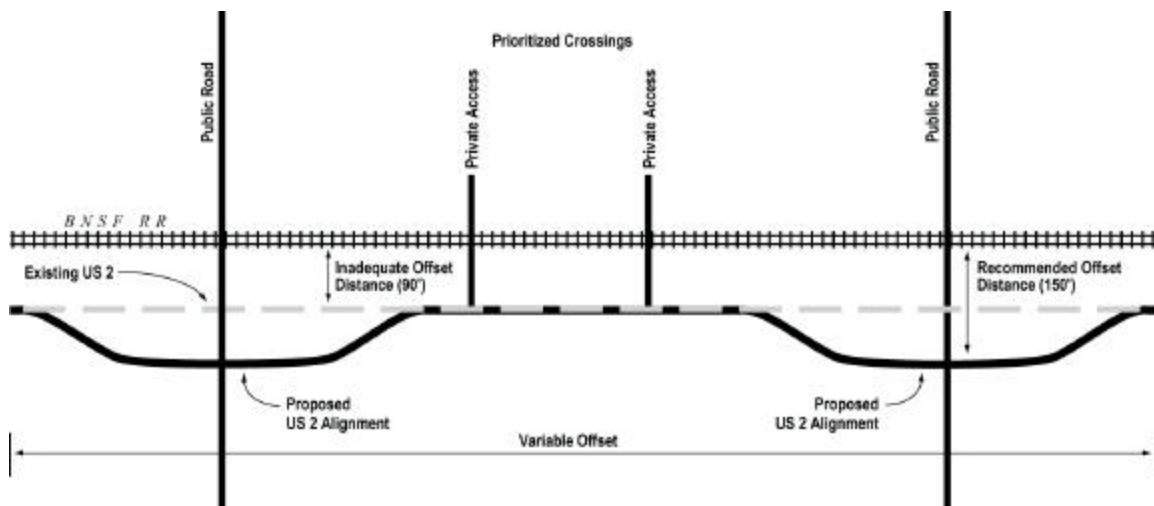 Prioritized Crossings
Public Road
Private Access
Private Access
Public Road
B N S F R R
Existing US 2
Inadequate Offset
Distance (90')
Recommended Offset
Distance (150')
Proposed
US 2 Alignment
Proposed
US 2 Alignment
Variable Offset